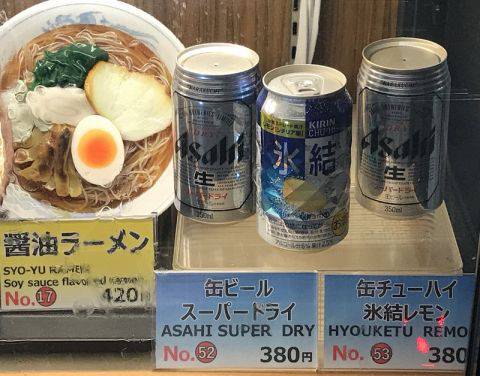 Asahi
生
350ml
KIRIN
氷結
Asahi
生
350ml
醤油ラーメン
SYO-YU RAMEN
Soy sauce flavored
No.17 420
缶ビール
スーパードライ
ASAHI SUPER DRY
No.52 380円
缶チューハイ
氷結レモン
HYOUKETU REMO
No.53 380